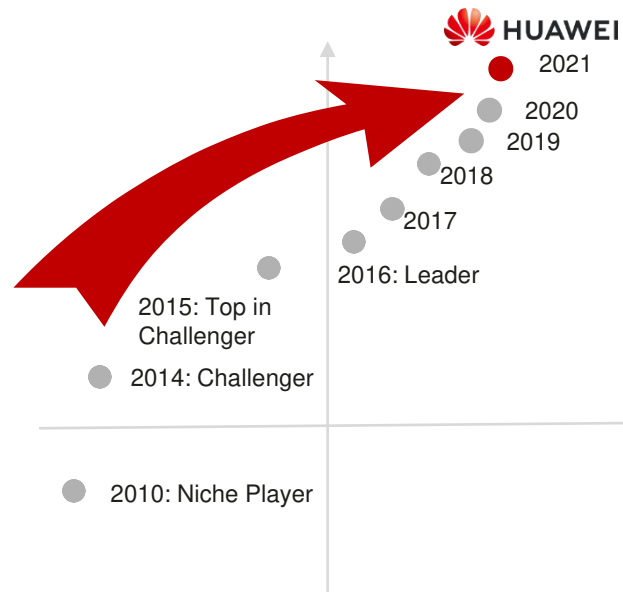 HUAWEI
2021
2020
2019
2018
2017
2016: Leader
2015: Top in
Challenger
2014: Challenger
2010: Niche Player